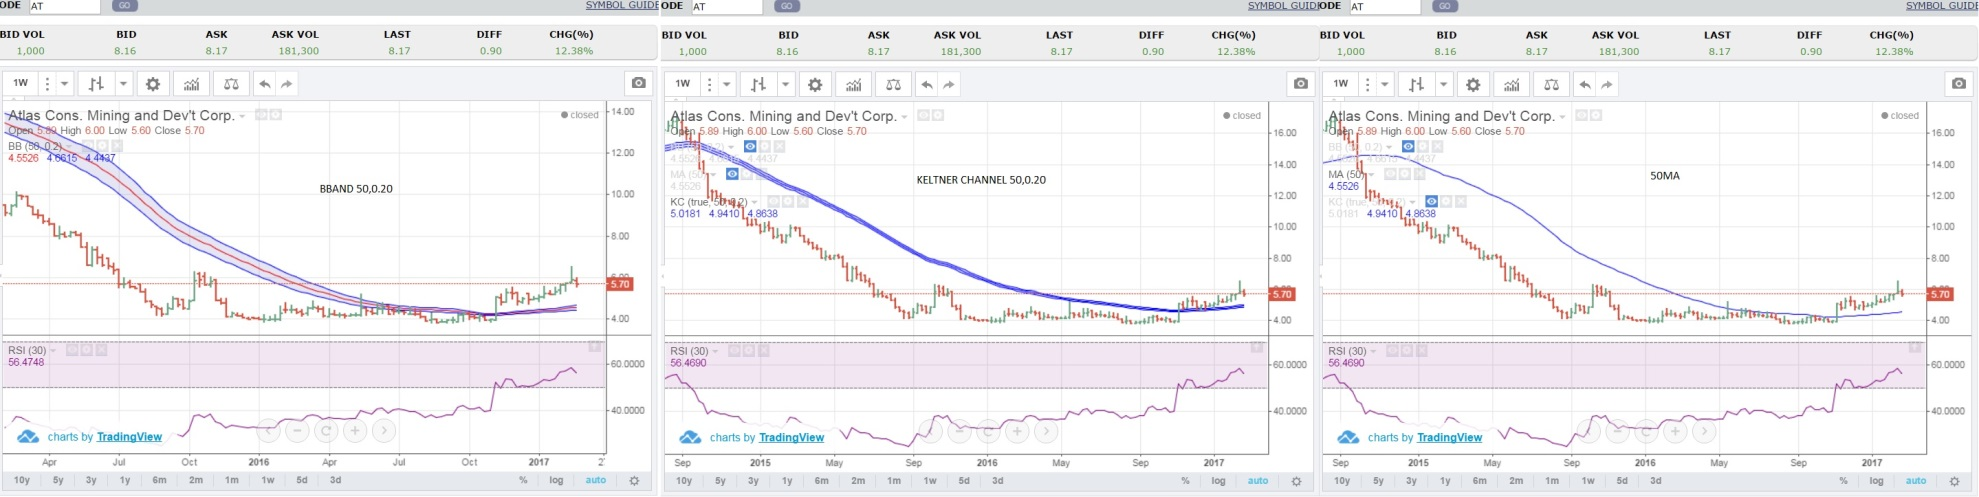 ODE AT GO SYMBOL GUIDE
BID VOL BID ASK ASK VOL LAST DIFF CHG(%)
1,000 8.16 8.17 181,300 8.17 0.90 12.38%
1W
Atlas Cons. Mining and Dev't Corp. closed
Open 5.89 High 6.00 Low 5.60 Close 5.70
BB (50, 0.2)
4.5526 4.6615 4.4437
BBAND 50,0.20
14.00
12.00
10.00
8.00
6.00
5.70
4.00
RSI (30)
56.4748
60.0000
40.0000
charts by TradingView
Apr Jul Oct 2016 Apr Jul Oct 2017 2
10y 5y 3y 1y 6m 2m 1m 1w 5d 3d % log auto
ODE AT GO SYMBOL GUIDE
BID VOL BID ASK ASK VOL LAST DIFF CHG(%)
1,000 8.16 8.17 181,300 8.17 0.90 12.38%
1W
Atlas Cons. Mining and Dev't Corp. closed
Open 5.89 High 6.00 Low 5.60 Close 5.70
4.5526 4.4437
MA (50)
4.5526
KC (true, 50, 0.2)
5.0181 4.9410 4.8638
KELTNER CHANNEL 50,0.20
16.00
14.00
12.00
10.00
8.00
5.70
4.00
RSI (30)
56.4690
60.0000
40.0000
charts by TradingView
Sep 2015 May Sep 2016 May Sep 2017
10y 5y 3y 1y 6m 2m 1m 1w 5d 3d % log auto
ODE AT GO SYMBOL GUIDE
BID VOL BID ASK ASK VOL LAST DIFF CHG(%)
1,000 8.16 8.17 181,300 8.17 0.90 12.38%
1W
Atlas Cons. Mining and Dev't Corp. closed
Open 5.89 High 6.00 Low 5.60 Close 5.70
BB (50, 0.2)
4.4437
MA (50)
4.5526
KC (true, 50, 0.2)
5.0181 4.9410 4.8638
50MA
16.00
14.00
12.00
10.00
8.00
5.70
4.00
RSI (30)
56.4690
60.0000
40.0000
charts by TradingView
Sep 2015 May Sep 2016 May Sep 2017
10y 5y 3y 1y 6m 2m 1m 1w 5d 3d % log auto